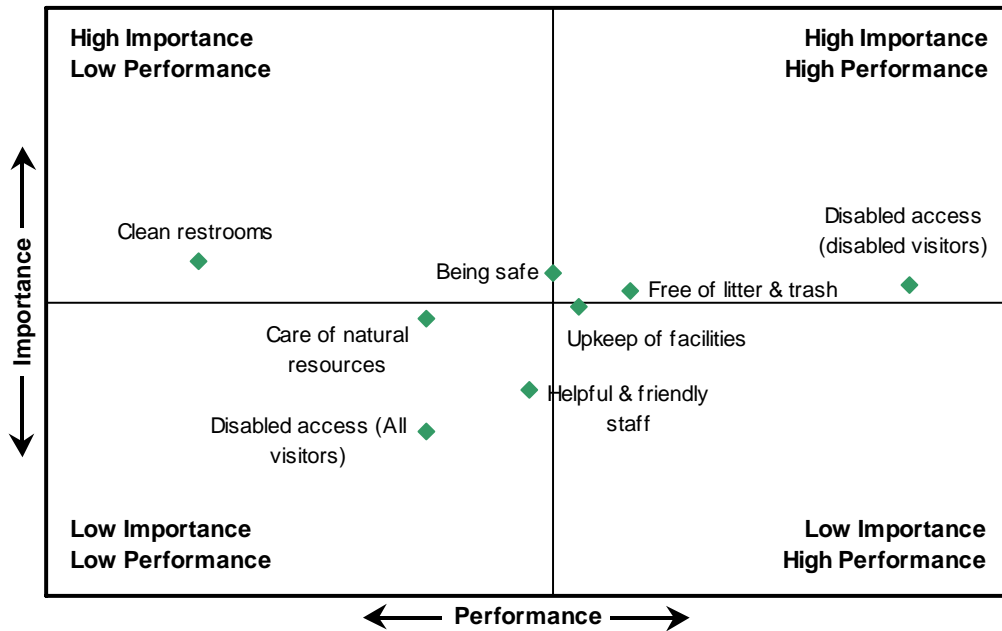 High Importance
Low Performance
High Importance
High Performance
Disabled access
(disabled visitors)
Clean restrooms
Being safe
Free of litter & trash
Importance
Care of natural
resources
Upkeep of facilities
Helpful & friendly
staff
Disabled access (All
visitors)
Low Importance
Low Performance
Low Importance
High Performance
Performance